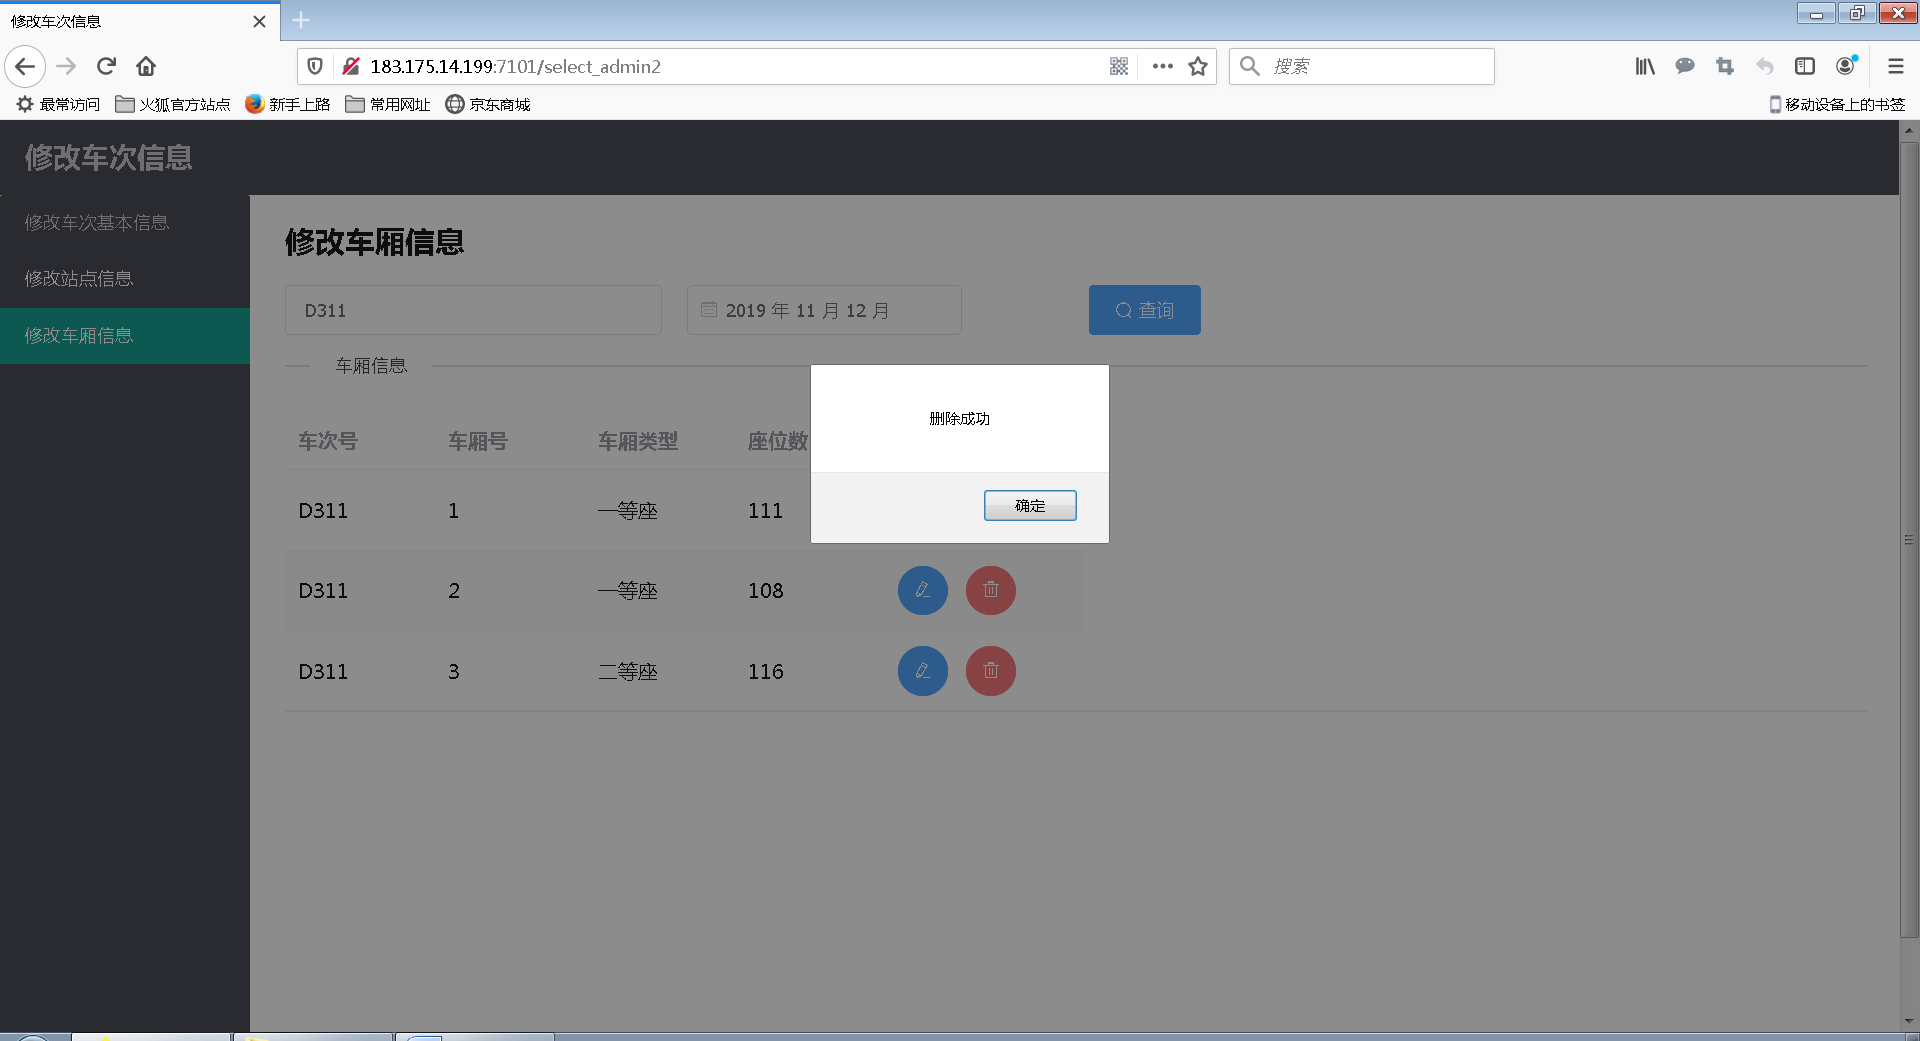 修改车次信息
183.175.14.199:7101/select_admin2
搜索
最常访问 火狐官方站点 新手上路 常用网址 京东商城 移动设备上的书签
修改车次信息
修改车次基本信息
修改站点信息
修改车厢信息
修改车厢信息
D311 2019 年 11 月 12 月 查询
车厢信息
删除成功
确定
车次号 车厢号 车厢类型 座位数
D311 1 一等座 111
D311 2 一等座 108
D311 3 二等座 116